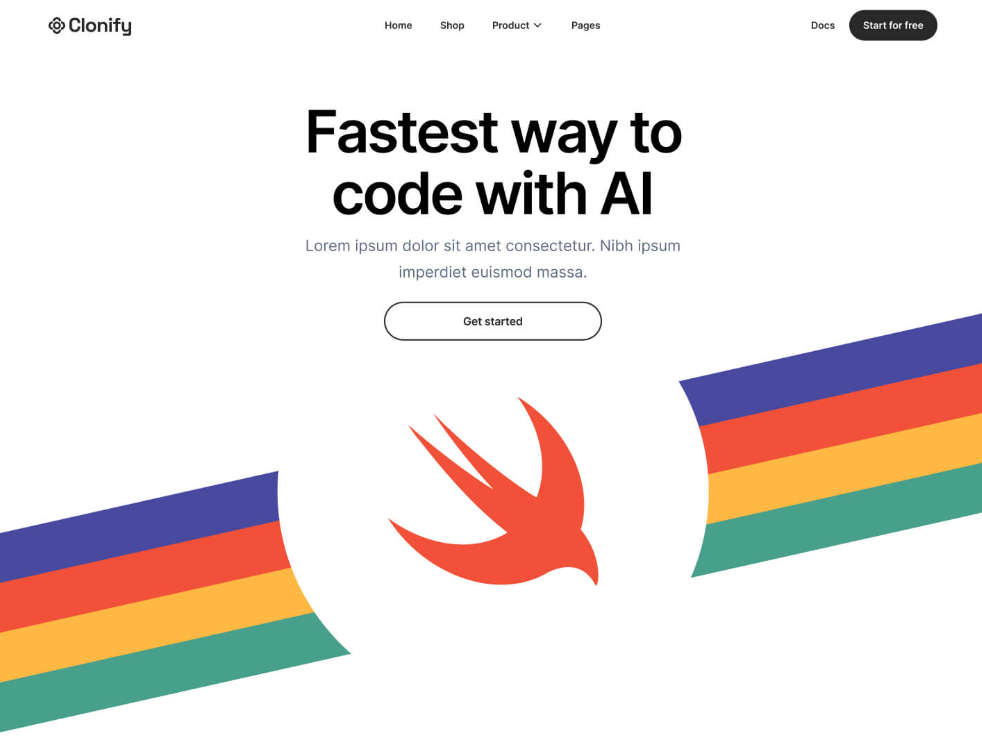 Clonify
Home Shop Product Pages
Docs Start for free
Fastest way to
code with AI
Lorem ipsum dolor sit amet consectetur. Nibh ipsum
imperdiet euismod massa.
Get started